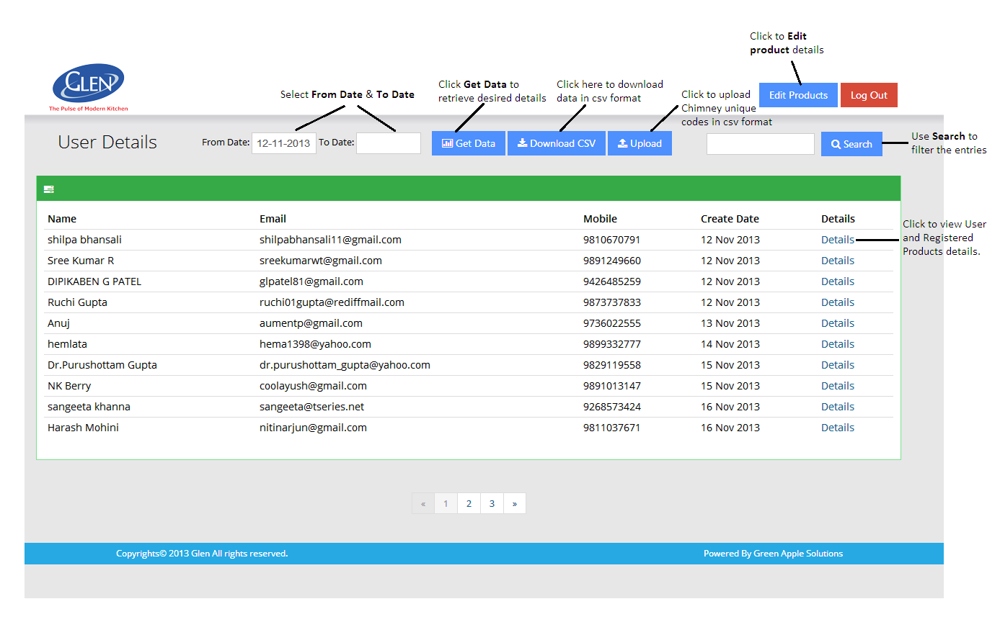 Click to Edit
product details
GLEN
The Pulse of Modern Kitchen
Select From Date & To Date
Click Get Data to
retrieve desired details
Click here to download
data in csv format
Click to upload
Chimney unique
codes in csv format
Edit Products
Log Out
User Details
From Date: 12-11-2013 To Date:
Get Data
Download CSV
Upload
Search
Use Search to
filter the entries
Name Email Mobile Create Date Details
shilpa bhansali shilpabhansali11@gmail.com 9810670791 12 Nov 2013 Details
Click to view User
and Registered
Products details.
Sree Kumar R sreekumarwt@gmail.com 9891249660 12 Nov 2013 Details
DIPIKABEN G PATEL glpatel81@gmail.com 9426485259 12 Nov 2013 Details
Ruchi Gupta ruchi01gupta@rediffmail.com 9873737833 12 Nov 2013 Details
Anuj aumentp@gmail.com 9736022555 13 Nov 2013 Details
hemlata hema1398@yahoo.com 9899332777 14 Nov 2013 Details
Dr.Purushottam Gupta dr.purushottam_gupta@yahoo.com 9829119558 15 Nov 2013 Details
NK Berry coolayush@gmail.com 9891013147 15 Nov 2013 Details
sangeeta khanna sangeeta@tseries.net 9268573424 16 Nov 2013 Details
Harash Mohini nitinarjun@gmail.com 9811037671 16 Nov 2013 Details
« 1 2 3 »
Copyrights© 2013 Glen All rights reserved.
Powered By Green Apple Solutions